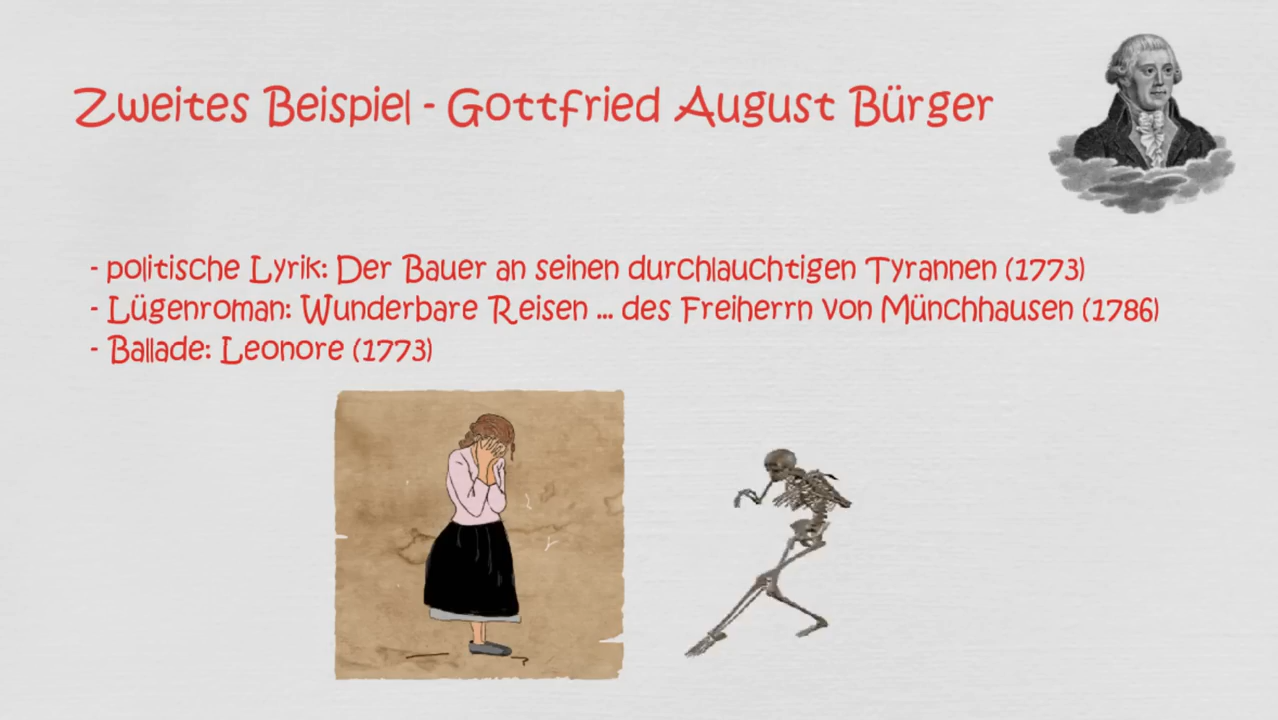 Zweites Beispiel - Gottfried August Bürger
- politische Lyrik: Der Bauer an seinen durchlauchtigen Tyrannen (1773)
- Lügenroman: Wunderbare Reisen ... des Freiherrn von Münchhausen (1786)
- Ballade: Leonore (1773)